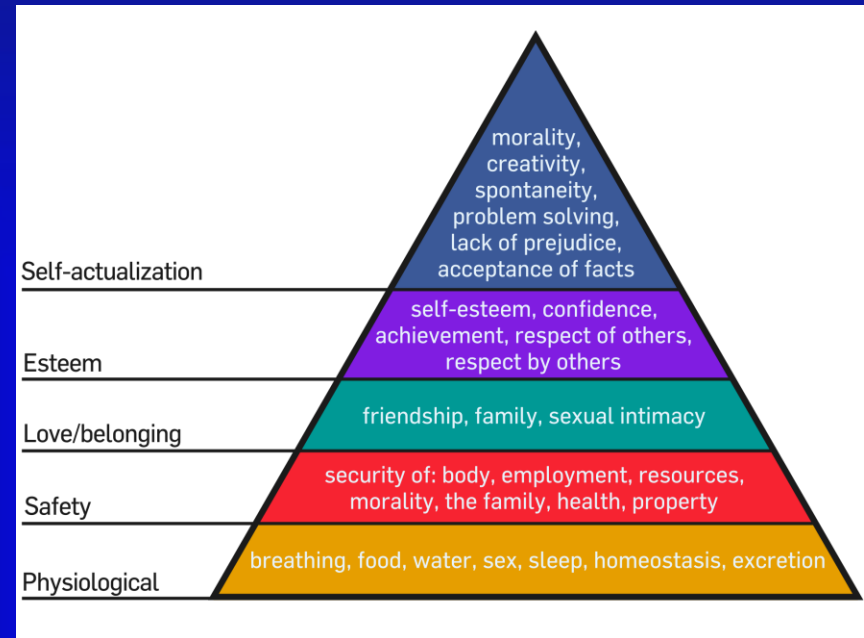 morality,
creativity,
spontaneity,
problem solving,
lack of prejudice,
acceptance of facts
Self-actualization
self-esteem, confidence,
achievement, respect of others,
respect by others
Esteem
friendship, family, sexual intimacy
Love/belonging
security of: body, employment, resources,
morality, the family, health, property
Safety
breathing, food, water, sex, sleep, homeostasis, excretion
Physiological